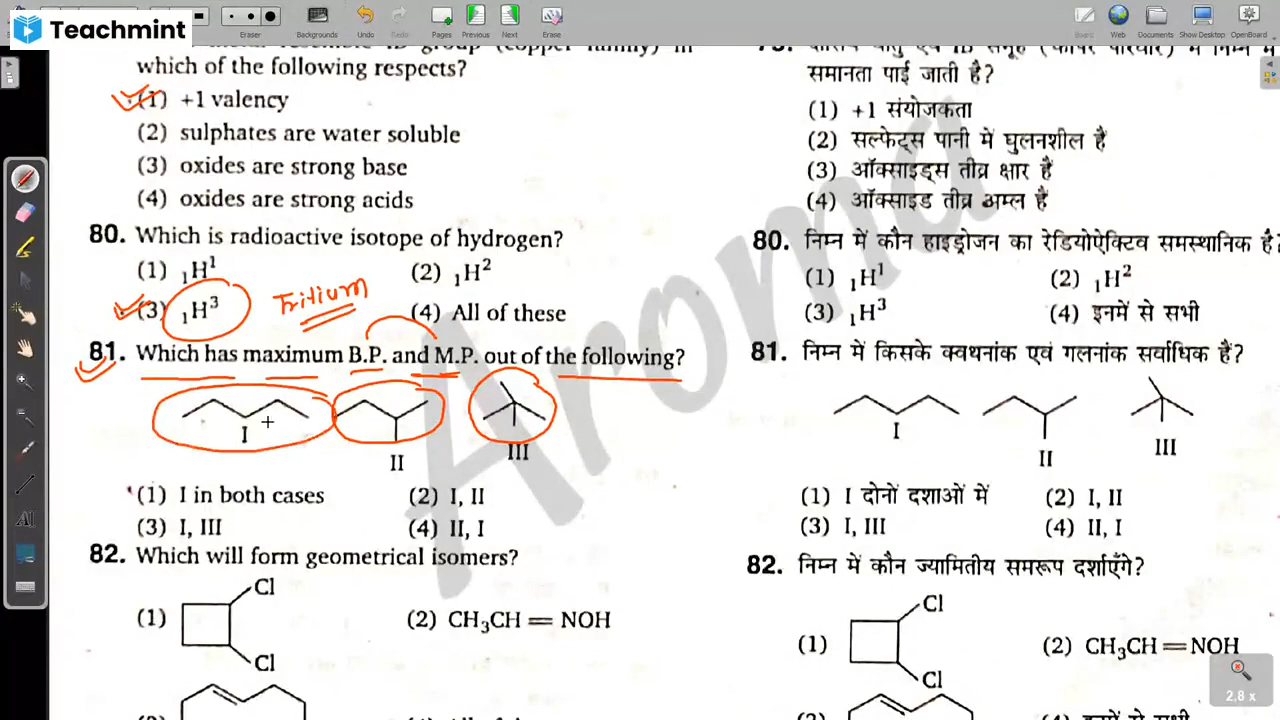 Teachmint
Eraser
Backgrounds
Undo
Redo
Page
Previous
Next
Erase
Board
Web
Documents
Show Desktop
OpenBoard
which of the following respects?
(1) +1 valency
(2) sulphates are water soluble
(3) oxides are strong base
(4) oxides are strong acids
80. Which is radioactive isotope of hydrogen?
(1) ₁H¹ (2) ₁H²
(3) ₁H³ (4) All of these
Tritium
81. Which has maximum B.P. and M.P. out of the following?
I
II
III
(1) I in both cases (2) I, II
(3) I, III (4) II, I
82. Which will form geometrical isomers?
Cl
(1) (2) CH₃CH = NOH
Cl
समानता पाई जाती है?
(1) +1 संयोजकता
(2) सल्फेट्स पानी में घुलनशील हैं
(3) ऑक्साइड्स तीव्र क्षार हैं
(4) ऑक्साइड तीव्र अम्ल हैं
80. निम्न में कौन हाइड्रोजन का रेडियोऐक्टिव समस्थानिक है?
(1) ₁H¹ (2) ₁H²
(3) ₁H³ (4) इनमें से सभी
81. निम्न में किसके क्वथनांक एवं गलनांक सर्वाधिक हैं?
I
II
III
(1) I दोनों दशाओं में (2) I, II
(3) I, III (4) II, I
82. निम्न में कौन ज्यामितीय समरूप दर्शाएँगे?
Cl
(1) (2) CH₃CH = NOH
Cl
Aroma
2.8 x